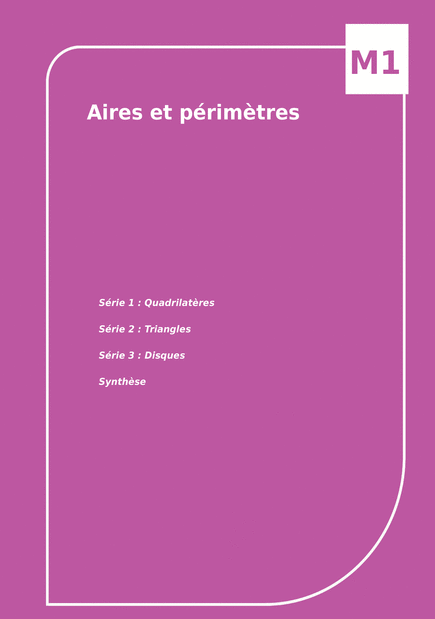 M1
Aires et périmètres
Série 1 : Quadrilatères
Série 2 : Triangles
Série 3 : Disques
Synthèse